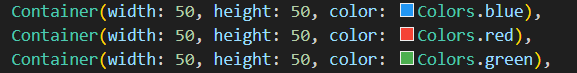 Container(width: 50, height: 50, color: Colors.blue),
Container(width: 50, height: 50, color: Colors.red),
Container(width: 50, height: 50, color: Colors.green),